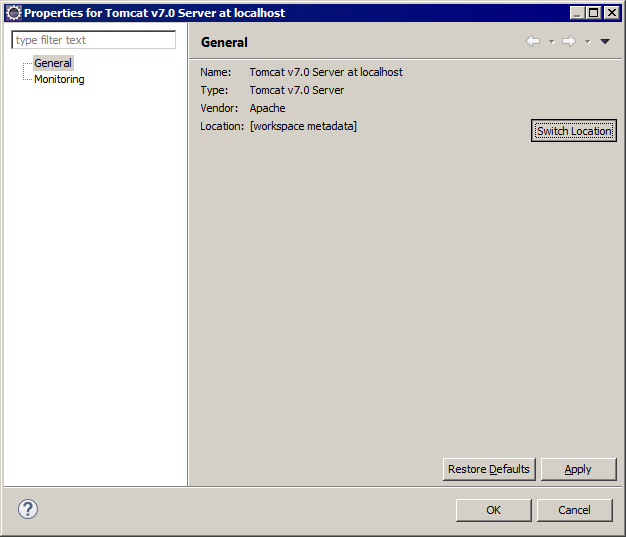 Properties for Tomcat v7.0 Server at localhost
type filter text
General
Monitoring
General
Name: Tomcat v7.0 Server at localhost
Type: Tomcat v7.0 Server
Vendor: Apache
Location: [workspace metadata]
Switch Location
Restore Defaults
Apply
OK
Cancel